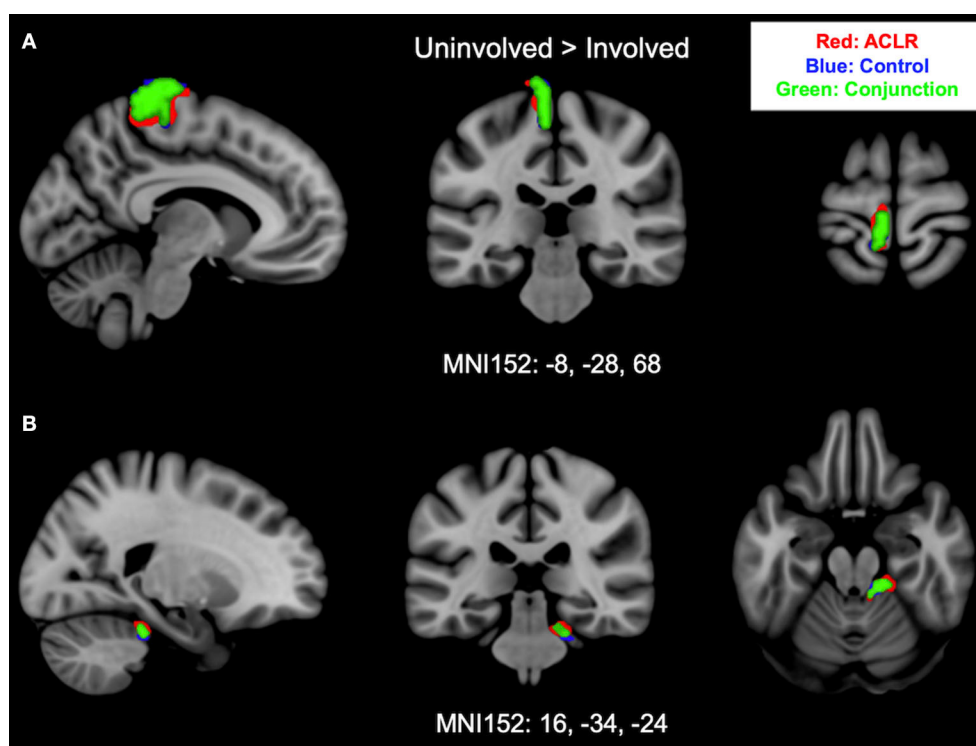 A
Uninvolved > Involved
Red: ACLR
Blue: Control
Green: Conjunction
MNI152: -8, -28, 68
B
MNI152: 16, -34, -24